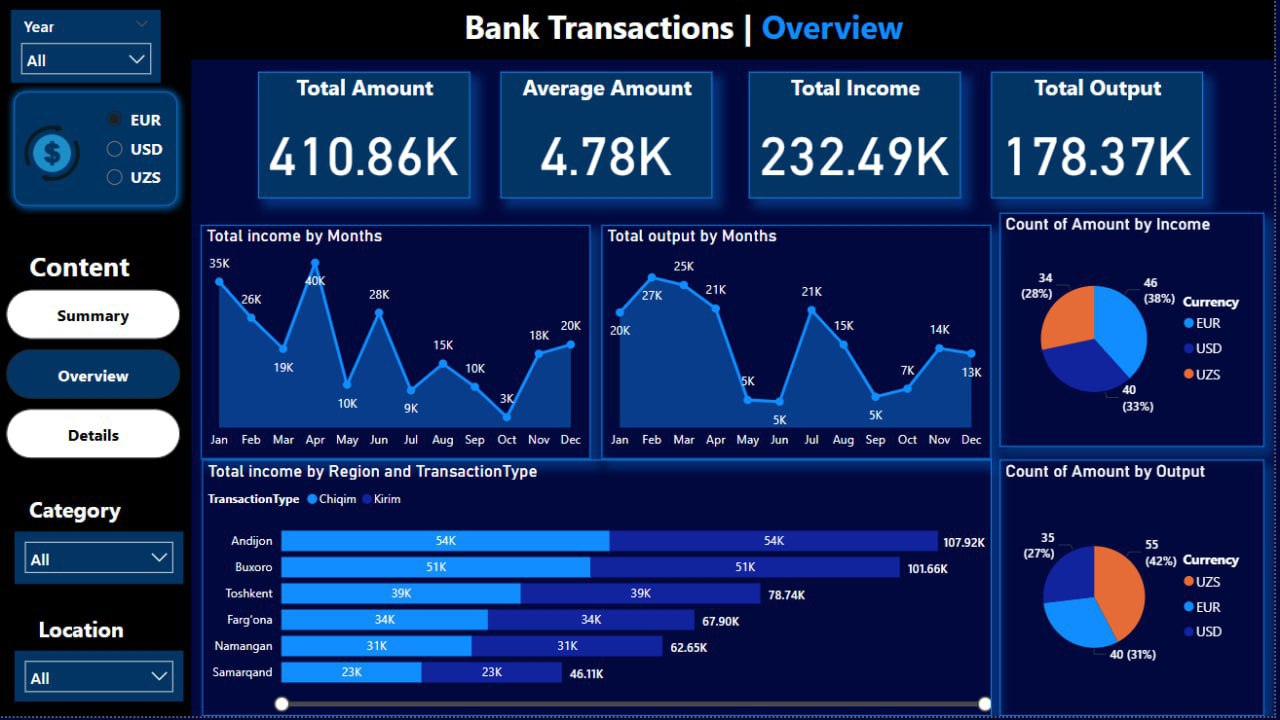 Year
All
EUR
USD
UZS
Content
Summary
Overview
Details
Category
All
Location
All
Bank Transactions | Overview
Total Amount
410.86K
Average Amount
4.78K
Total Income
232.49K
Total Output
178.37K
Total income by Months
35K
26K
19K
40K
10K
28K
9K
15K
10K
3K
18K
20K
Jan Feb Mar Apr May Jun Jul Aug Sep Oct Nov Dec
Total output by Months
20K
27K
25K
21K
5K
5K
21K
15K
5K
7K
14K
13K
Jan Feb Mar Apr May Jun Jul Aug Sep Oct Nov Dec
Count of Amount by Income
34
(28%)
46
(38%)
40
(33%)
Currency
EUR
USD
UZS
Total income by Region and TransactionType
TransactionType Chiqim Kirim
Andijon 54K 54K 107.92K
Buxoro 51K 51K 101.66K
Toshkent 39K 39K 78.74K
Farg'ona 34K 34K 67.90K
Namangan 31K 31K 62.65K
Samarqand 23K 23K 46.11K
Count of Amount by Output
35
(27%)
55
(42%)
40 (31%)
Currency
UZS
EUR
USD